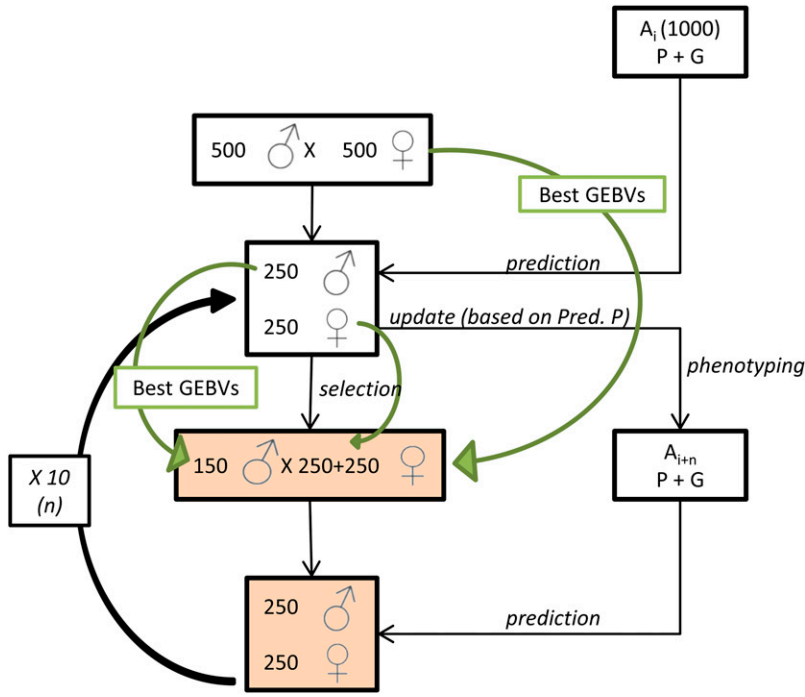 Ai (1000)
P + G
500 ♂ X 500 ♀
Best GEBVs
250 ♂
prediction
250 ♀
update (based on Pred. P)
Best GEBVs
selection
phenotyping
150 ♂ X 250+250 ♀
Ai+n
P + G
X 10
(n)
250 ♂
prediction
250 ♀